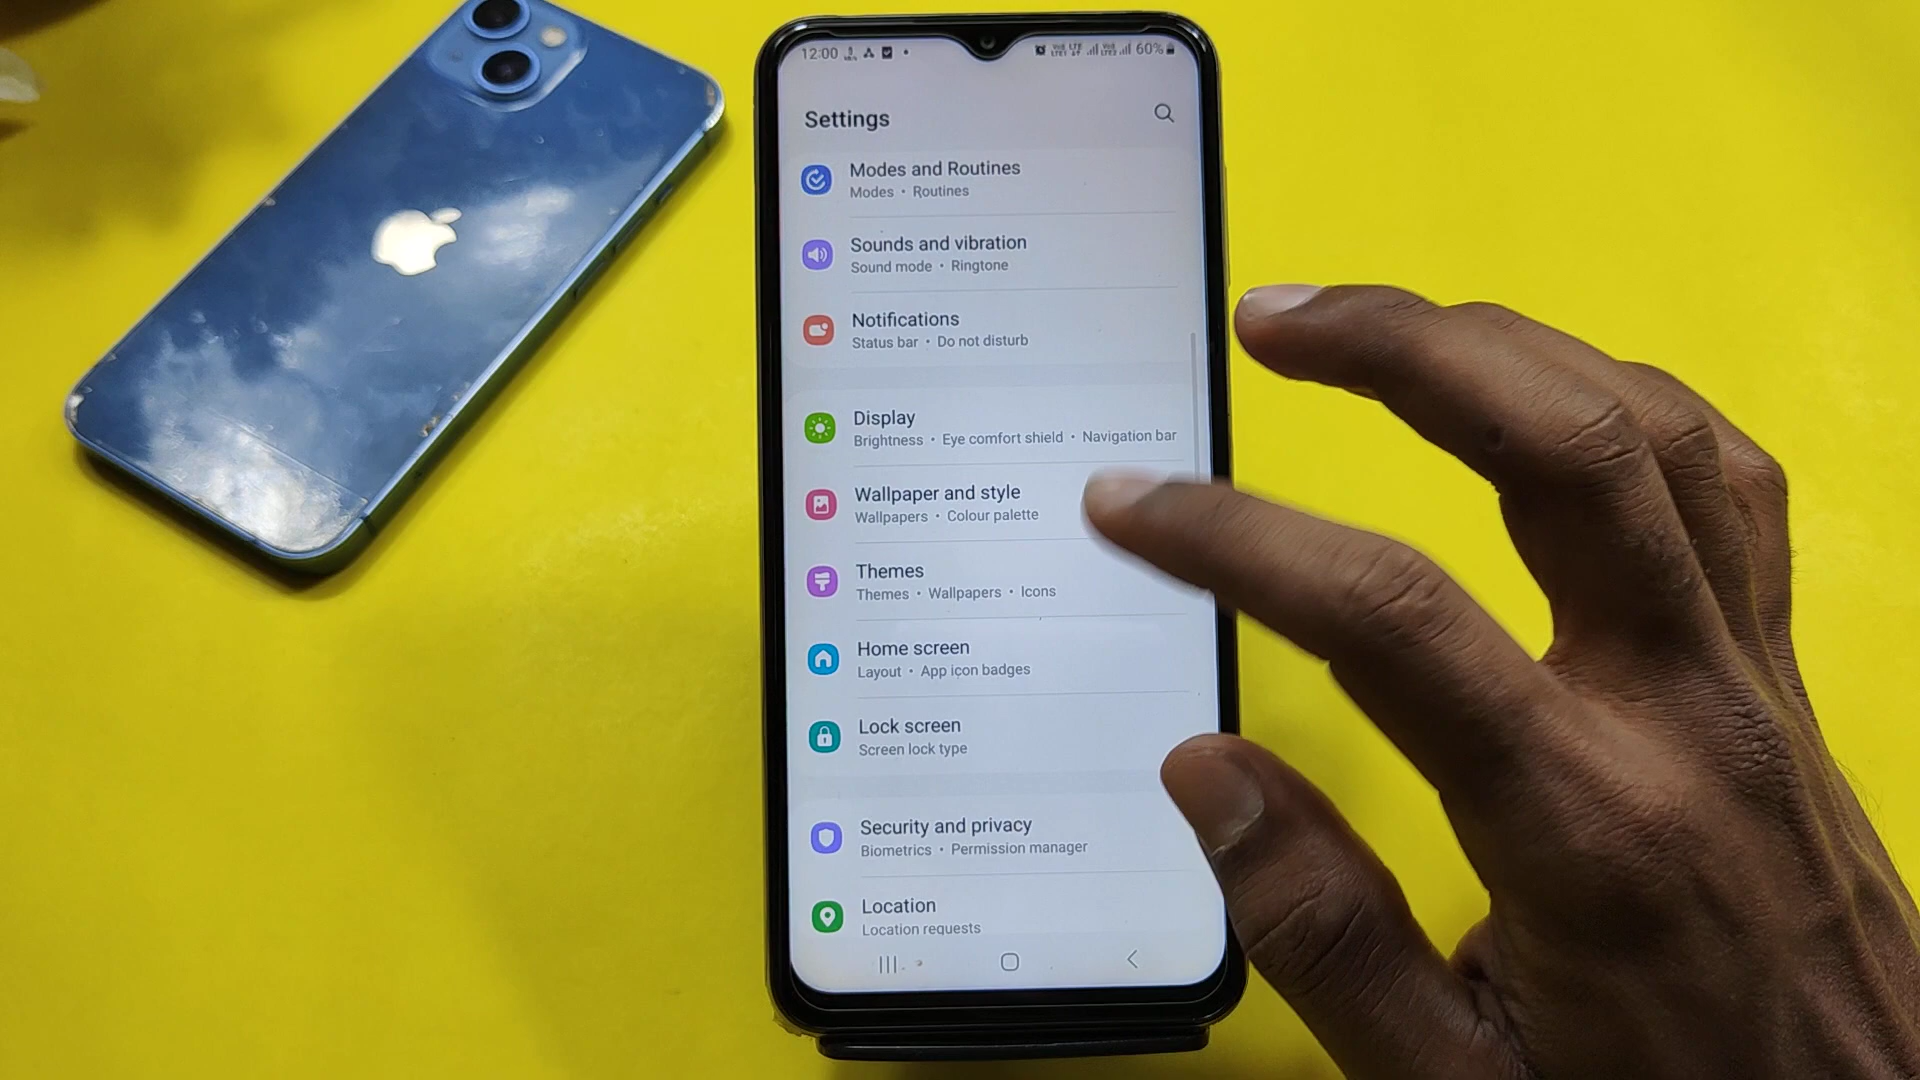 12:00 60%
Settings
Modes and Routines
Modes • Routines
Sounds and vibration
Sound mode • Ringtone
Notifications
Status bar • Do not disturb
Display
Brightness • Eye comfort shield • Navigation bar
Wallpaper and style
Wallpapers • Colour palette
Themes
Themes • Wallpapers • Icons
Home screen
Layout • App icon badges
Lock screen
Screen lock type
Security and privacy
Biometrics • Permission manager
Location
Location requests